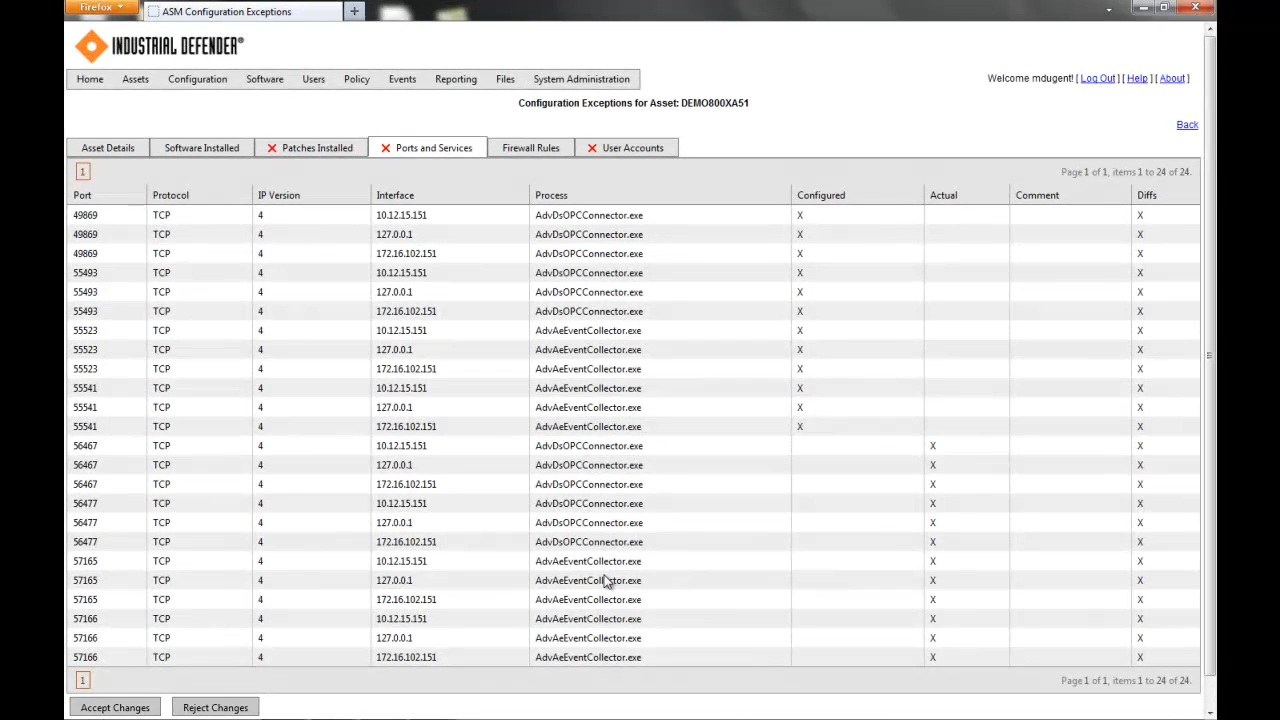 Firefox
ASM Configuration Exceptions
INDUSTRIAL DEFENDER®
Home Assets Configuration Software Users Policy Events Reporting Files System Administration
Welcome mdugent! [ Log Out ] [ Help ] [ About ]
Configuration Exceptions for Asset: DEMO800XA51
Back
Asset Details Software Installed Patches Installed Ports and Services Firewall Rules User Accounts
1 Page 1 of 1, items 1 to 24 of 24.
Port Protocol IP Version Interface Process Configured Actual Comment Diffs
49869 TCP 4 10.12.15.151 AdvDsOPCConnector.exe X X
49869 TCP 4 127.0.0.1 AdvDsOPCConnector.exe X X
49869 TCP 4 172.16.102.151 AdvDsOPCConnector.exe X X
55493 TCP 4 10.12.15.151 AdvDsOPCConnector.exe X X
55493 TCP 4 127.0.0.1 AdvDsOPCConnector.exe X X
55493 TCP 4 172.16.102.151 AdvDsOPCConnector.exe X X
55523 TCP 4 10.12.15.151 AdvAeEventCollector.exe X X
55523 TCP 4 127.0.0.1 AdvAeEventCollector.exe X X
55523 TCP 4 172.16.102.151 AdvAeEventCollector.exe X X
55541 TCP 4 10.12.15.151 AdvAeEventCollector.exe X X
55541 TCP 4 127.0.0.1 AdvAeEventCollector.exe X X
55541 TCP 4 172.16.102.151 AdvAeEventCollector.exe X X
56467 TCP 4 10.12.15.151 AdvDsOPCConnector.exe X X
56467 TCP 4 127.0.0.1 AdvDsOPCConnector.exe X X
56467 TCP 4 172.16.102.151 AdvDsOPCConnector.exe X X
56477 TCP 4 10.12.15.151 AdvDsOPCConnector.exe X X
56477 TCP 4 127.0.0.1 AdvDsOPCConnector.exe X X
56477 TCP 4 172.16.102.151 AdvDsOPCConnector.exe X X
57165 TCP 4 10.12.15.151 AdvAeEventCollector.exe X X
57165 TCP 4 127.0.0.1 AdvAeEventCollector.exe X X
57165 TCP 4 172.16.102.151 AdvAeEventCollector.exe X X
57166 TCP 4 10.12.15.151 AdvAeEventCollector.exe X X
57166 TCP 4 127.0.0.1 AdvAeEventCollector.exe X X
57166 TCP 4 172.16.102.151 AdvAeEventCollector.exe X X
1 Page 1 of 1, items 1 to 24 of 24.
Accept Changes Reject Changes